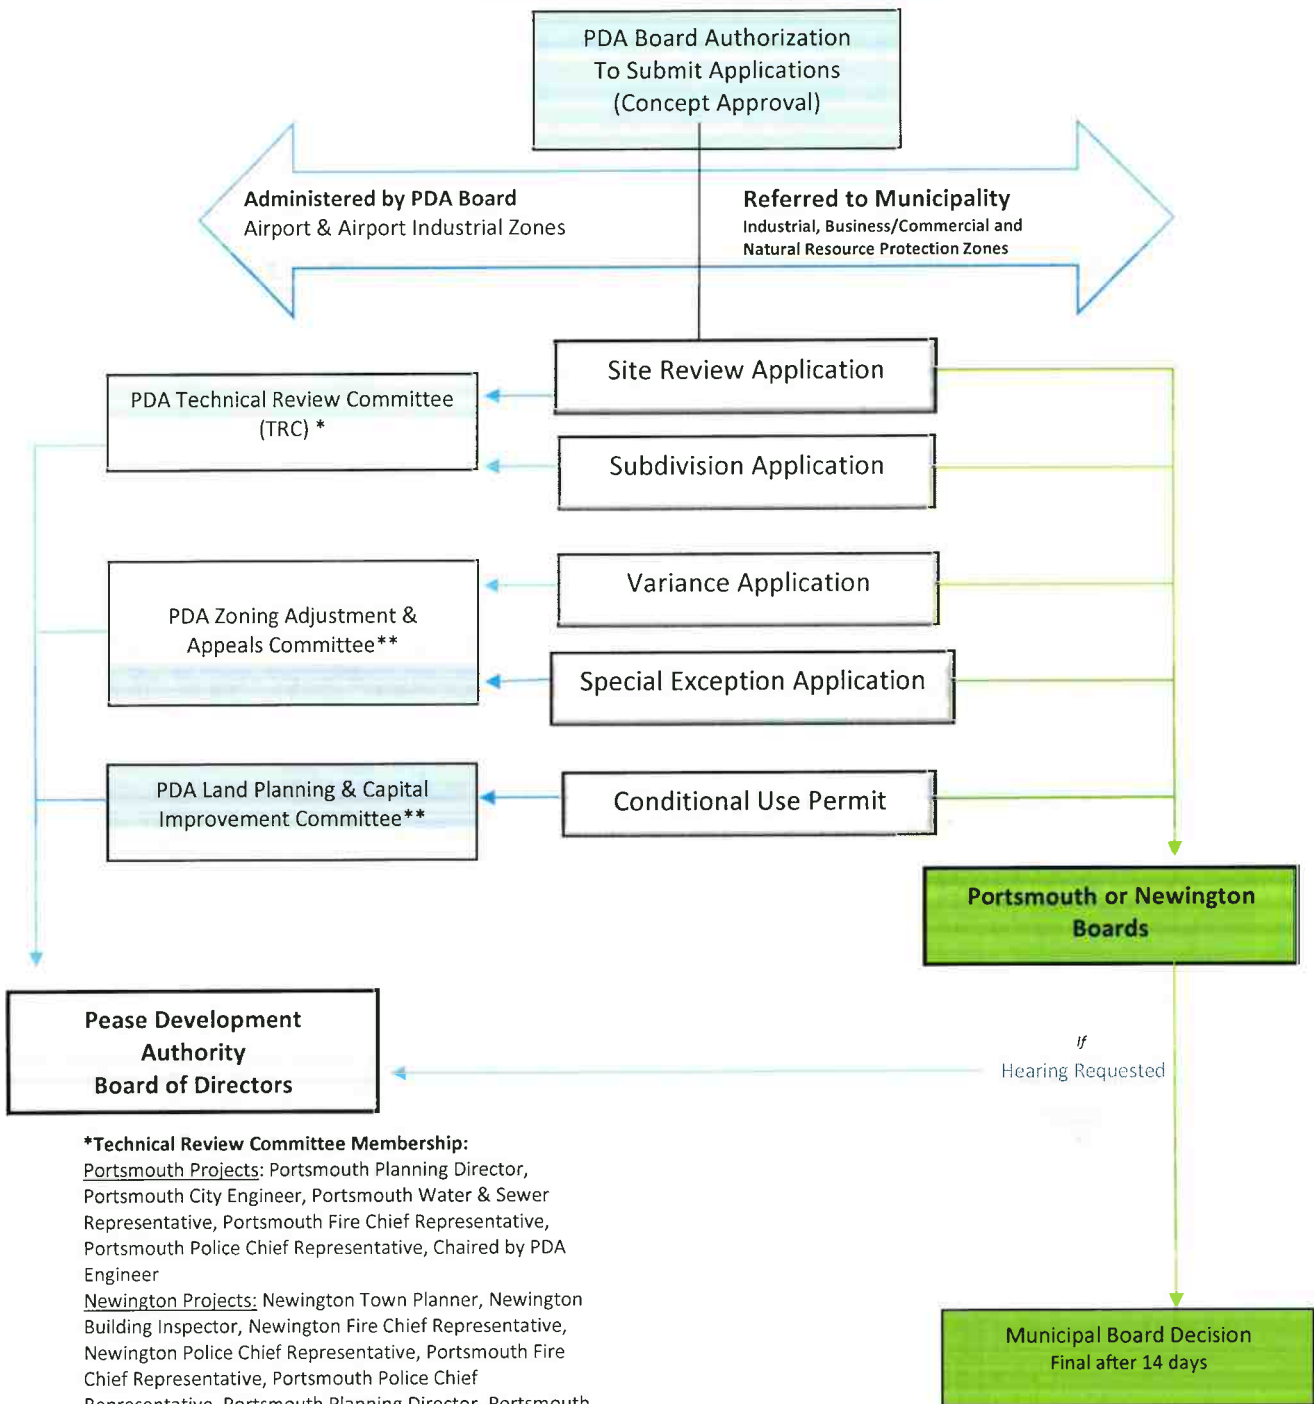 PDA Board Authorization
To Submit Applications
(Concept Approval)
Administered by PDA Board
Airport & Airport Industrial Zones
Referred to Municipality
Industrial, Business/Commercial and
Natural Resource Protection Zones
Site Review Application
PDA Technical Review Committee
(TRC) *
Subdivision Application
Variance Application
PDA Zoning Adjustment &
Appeals Committee**
Special Exception Application
PDA Land Planning & Capital
Improvement Committee**
Conditional Use Permit
Portsmouth or Newington
Boards
Pease Development
Authority
Board of Directors
If
Hearing Requested
*Technical Review Committee Membership:
Portsmouth Projects: Portsmouth Planning Director,
Portsmouth City Engineer, Portsmouth Water & Sewer
Representative, Portsmouth Fire Chief Representative,
Portsmouth Police Chief Representative, Chaired by PDA
Engineer
Newington Projects: Newington Town Planner, Newington
Building Inspector, Newington Fire Chief Representative,
Newington Police Chief Representative, Portsmouth Fire
Chief Representative, Portsmouth Police Chief
Representative, Portsmouth Planning Director, Portsmouth
Municipal Board Decision
Final after 14 days